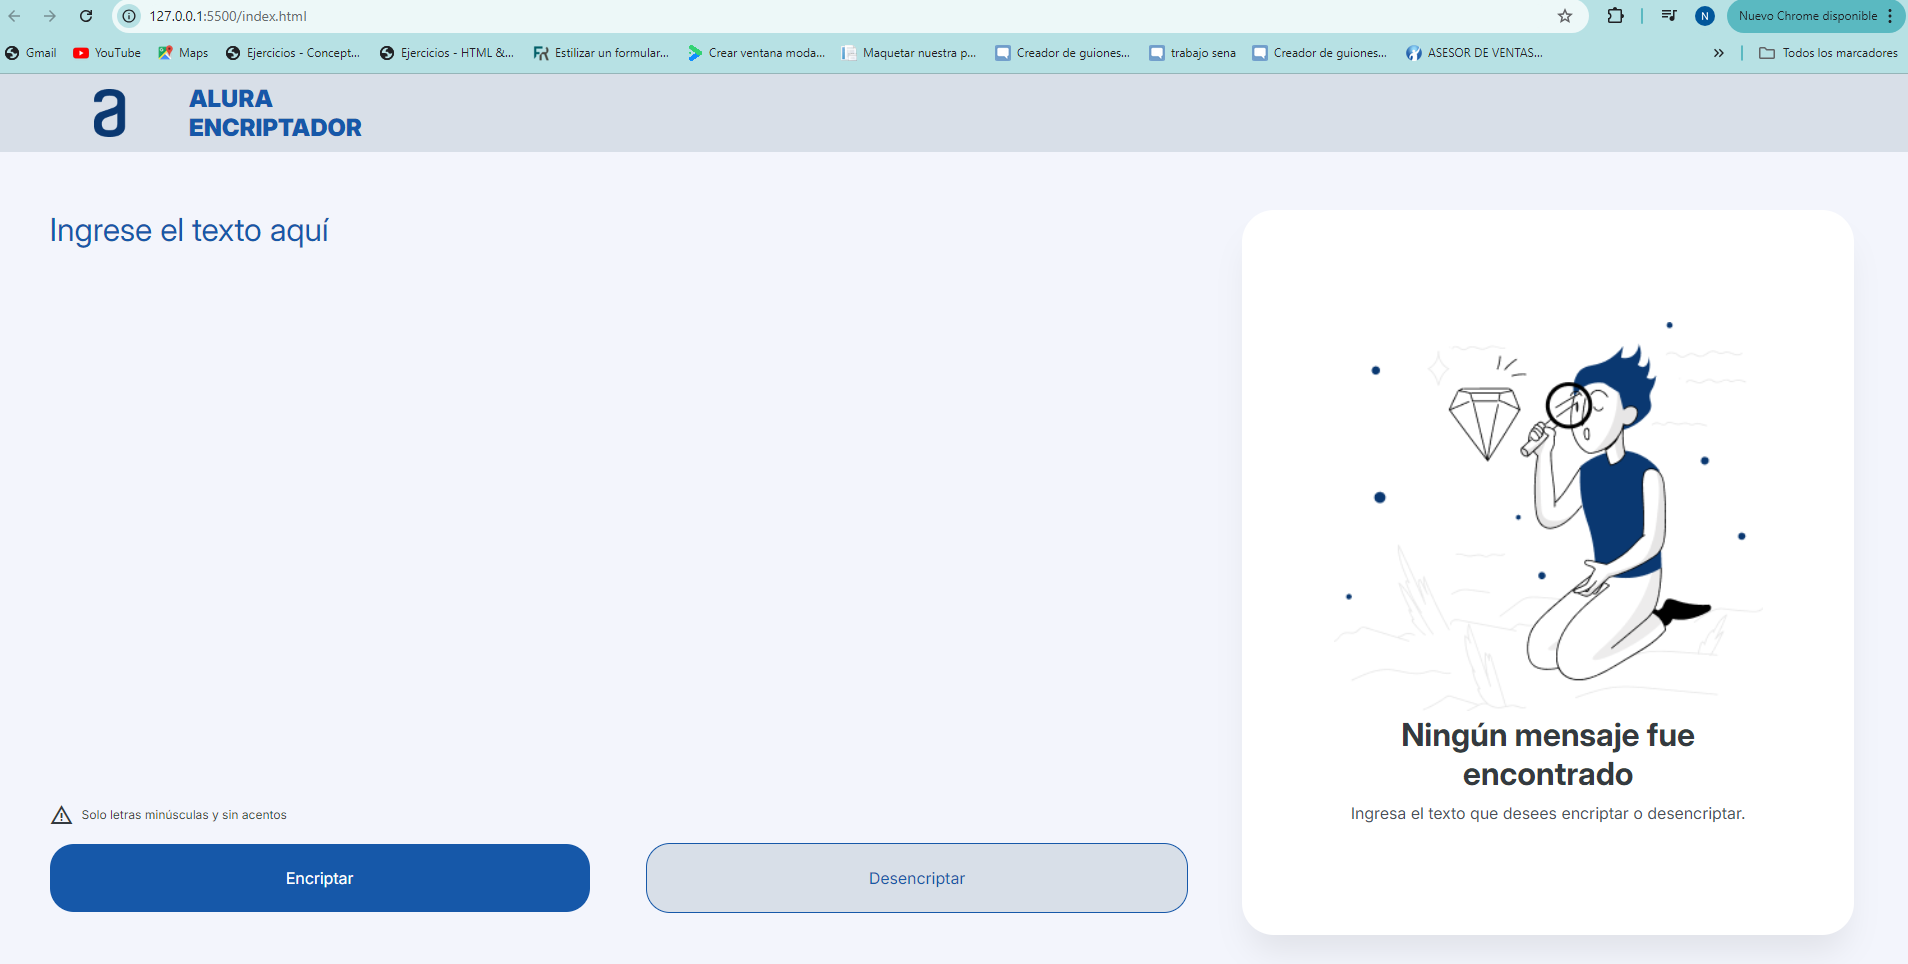 127.0.0.1:5500/index.html
N
Nuevo Chrome disponible
Gmail
YouTube
Maps
Ejercicios - Concept...
Ejercicios - HTML &...
Estilizar un formular...
Crear ventana moda...
Maquetar nuestra p...
Creador de guiones...
trabajo sena
Creador de guiones...
ASESOR DE VENTAS...
»
Todos los marcadores
a
ALURA
ENCRIPTADOR
Ingrese el texto aquí
Ningún mensaje fue
encontrado
Ingresa el texto que desees encriptar o desencriptar.
Solo letras minúsculas y sin acentos
Encriptar
Desencriptar